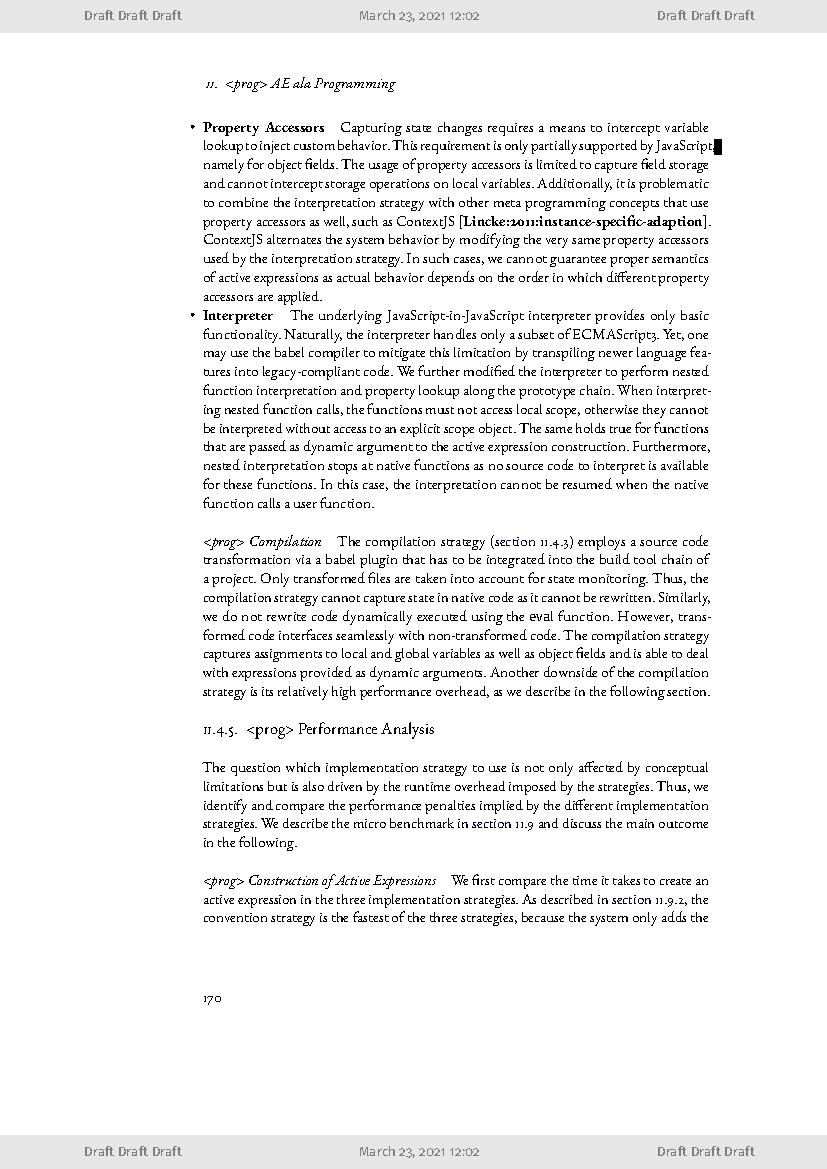 Draft Draft Draft March 23, 2021 12:02 Draft Draft Draft
11. <prog> AE ala Programming
• Property Accessors Capturing state changes requires a means to intercept variable
lookup to inject custom behavior. This requirement is only partially supported by JavaScript,
namely for object fields. The usage of property accessors is limited to capture field storage
and cannot intercept storage operations on local variables. Additionally, it is problematic
to combine the interpretation strategy with other meta programming concepts that use
property accessors as well, such as ContextJS [Lincke:2011:instance-specific-adaption].
ContextJS alternates the system behavior by modifying the very same property accessors
used by the interpretation strategy. In such cases, we cannot guarantee proper semantics
of active expressions as actual behavior depends on the order in which different property
accessors are applied.
• Interpreter The underlying JavaScript-in-JavaScript interpreter provides only basic
functionality. Naturally, the interpreter handles only a subset of ECMAScript3. Yet, one
may use the babel compiler to mitigate this limitation by transpiling newer language fea-
tures into legacy-compliant code. We further modified the interpreter to perform nested
function interpretation and property lookup along the prototype chain. When interpret-
ing nested function calls, the functions must not access local scope, otherwise they cannot
be interpreted without access to an explicit scope object. The same holds true for functions
that are passed as dynamic argument to the active expression construction. Furthermore,
nested interpretation stops at native functions as no source code to interpret is available
for these functions. In this case, the interpretation cannot be resumed when the native
function calls a user function.
<prog> Compilation The compilation strategy (section 11.4.3) employs a source code
transformation via a babel plugin that has to be integrated into the build tool chain of
a project. Only transformed files are taken into account for state monitoring. Thus, the
compilation strategy cannot capture state in native code as it cannot be rewritten. Similarly,
we do not rewrite code dynamically executed using the eval function. However, trans-
formed code interfaces seamlessly with non-transformed code. The compilation strategy
captures assignments to local and global variables as well as object fields and is able to deal
with expressions provided as dynamic arguments. Another downside of the compilation
strategy is its relatively high performance overhead, as we describe in the following section.
11.4.5. <prog> Performance Analysis
The question which implementation strategy to use is not only affected by conceptual
limitations but is also driven by the runtime overhead imposed by the strategies. Thus, we
identify and compare the performance penalties implied by the different implementation
strategies. We describe the micro benchmark in section 11.9 and discuss the main outcome
in the following.
<prog> Construction of Active Expressions We first compare the time it takes to create an
active expression in the three implementation strategies. As described in section 11.9.2, the
convention strategy is the fastest of the three strategies, because the system only adds the
170
Draft Draft Draft March 23, 2021 12:02 Draft Draft Draft